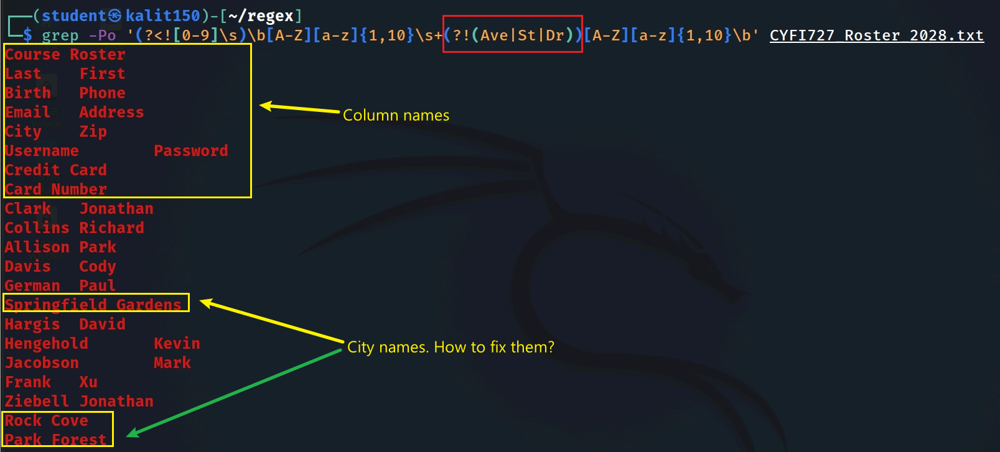 (student㉿kalit150)-[~/regex]
$ grep -Po '(?<![0-9]\s)\b[A-Z][a-z]{1,10}\s+(?!(Ave|St|Dr))[A-Z][a-z]{1,10}\b' CYFI727_Roster_2028.txt
Course Roster
Last First
Birth Phone
Email Address
Column names
City Zip
Username Password
Credit Card
Card Number
Clark Jonathan
Collins Richard
Allison Park
Davis Cody
German Paul
Springfield Gardens
Hargis David
Hengehold Kevin
City names. How to fix them?
Jacobson Mark
Frank Xu
Ziebell Jonathan
Rock Cove
Park Forest